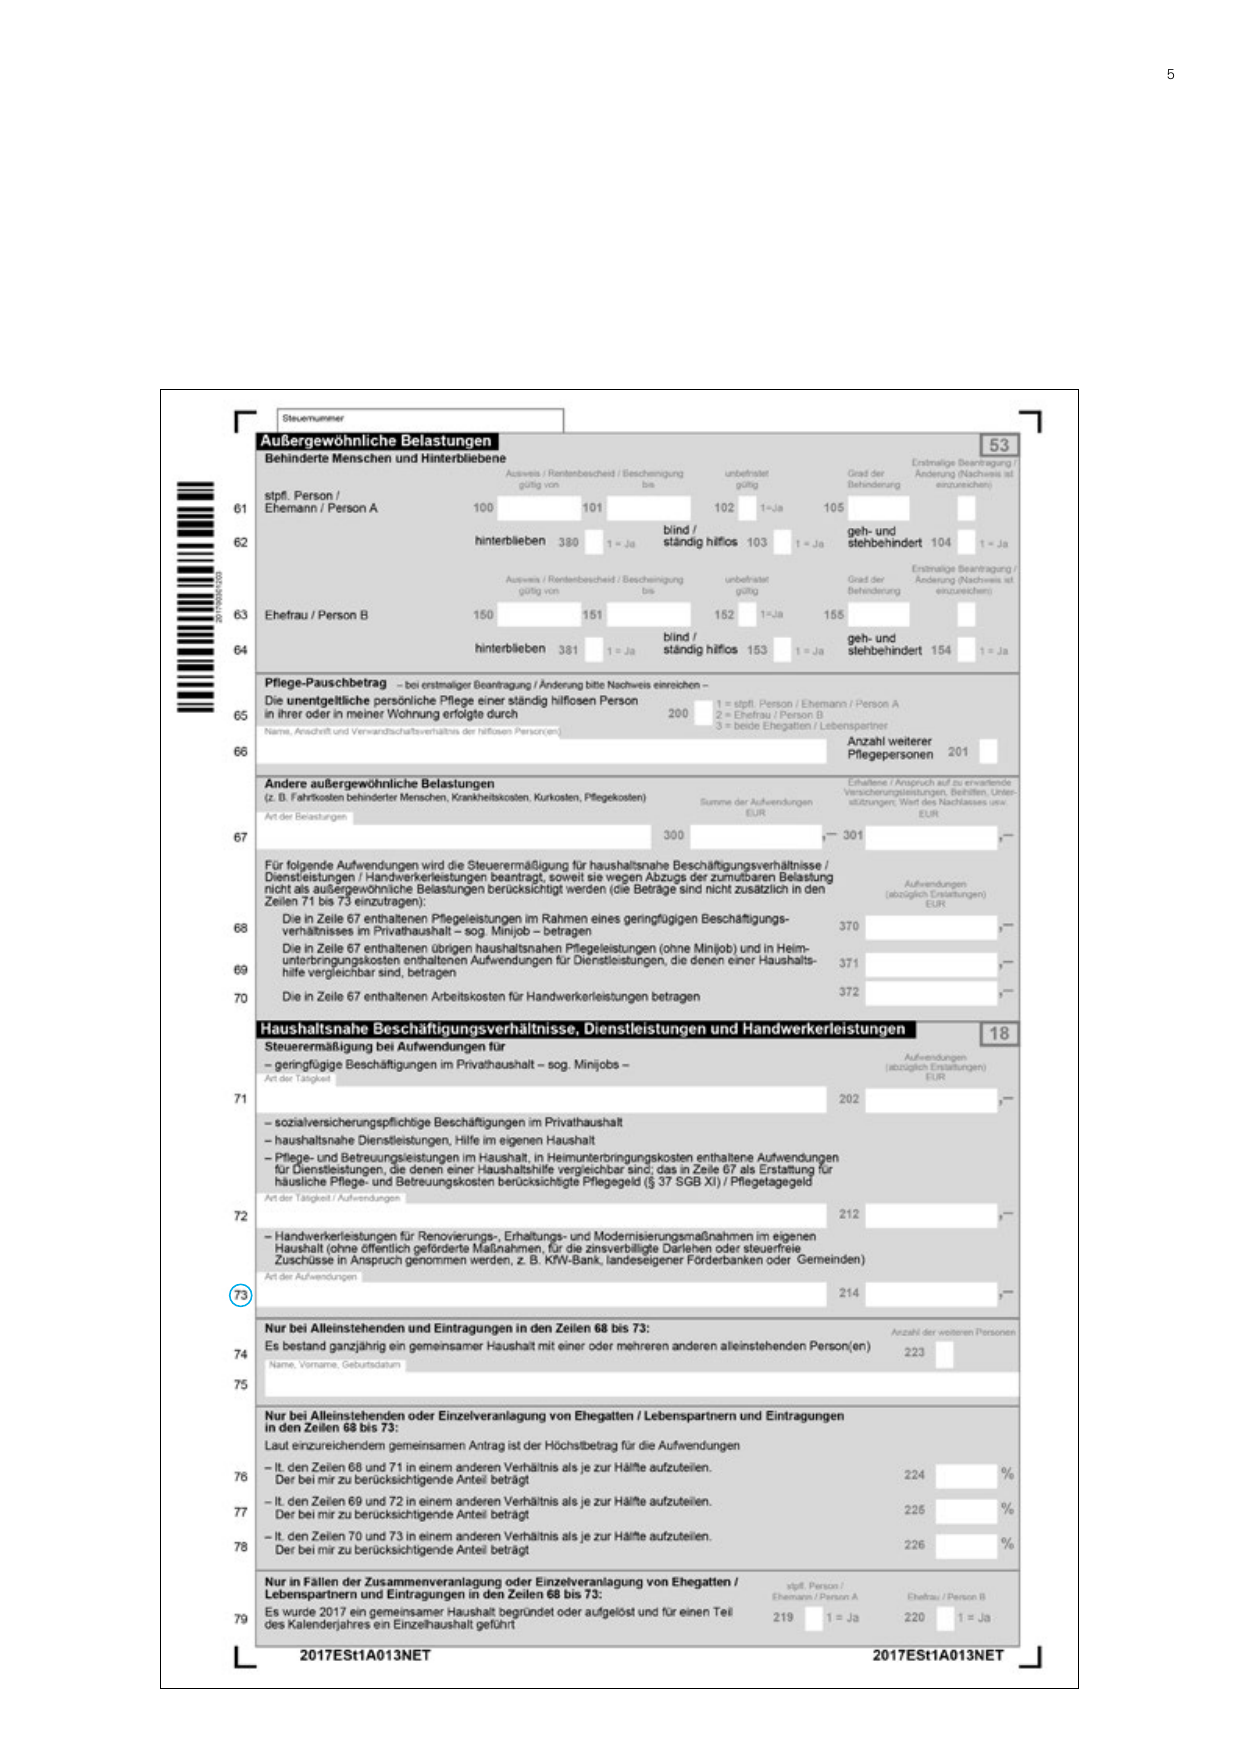 5
Steuernummer
Außergewöhnliche Belastungen
53
Behinderte Menschen und Hinterbliebene
Ausweis / Rentenbescheid / Bescheinigung
gültig von
bis
unbefristet
gültig
Grad der
Behinderung
Erstmalige Beantragung /
Änderung (Nachweis ist
einzureichen)
61
stpfl. Person /
Ehemann / Person A
100
101
102
1=Ja
105
62
hinterblieben 380 1 = Ja
blind /
ständig hilflos 103 1 = Ja
geh- und
stehbehindert 104 1 = Ja
201700301203
Ausweis / Rentenbescheid / Bescheinigung
gültig von
bis
unbefristet
gültig
Grad der
Behinderung
Erstmalige Beantragung /
Änderung (Nachweis ist
einzureichen)
63 Ehefrau / Person B 150 151 152 1=Ja 155
64
hinterblieben 381 1 = Ja
blind /
ständig hilflos 153 1 = Ja
geh- und
stehbehindert 154 1 = Ja
Pflege-Pauschbetrag – bei erstmaliger Beantragung / Änderung bitte Nachweis einreichen –
65
Die unentgeltliche persönliche Pflege einer ständig hilflosen Person
in ihrer oder in meiner Wohnung erfolgte durch
200
1 = stpfl. Person / Ehemann / Person A
2 = Ehefrau / Person B
3 = beide Ehegatten / Lebenspartner
Name, Anschrift und Verwandtschaftsverhältnis der hilflosen Person(en)
66
Anzahl weiterer
Pflegepersonen 201
Andere außergewöhnliche Belastungen
(z. B. Fahrtkosten behinderter Menschen, Krankheitskosten, Kurkosten, Pflegekosten)
Summe der Aufwendungen
EUR
Erhaltene / Anspruch auf zu erwartende
Versicherungsleistungen, Beihilfen, Unter-
stützungen; Wert des Nachlasses usw.
EUR
Art der Belastungen
67 300 ,– 301 ,–
Für folgende Aufwendungen wird die Steuerermäßigung für haushaltsnahe Beschäftigungsverhältnisse /
Dienstleistungen / Handwerkerleistungen beantragt, soweit sie wegen Abzugs der zumutbaren Belastung
nicht als außergewöhnliche Belastungen berücksichtigt werden (die Beträge sind nicht zusätzlich in den
Zeilen 71 bis 73 einzutragen):
Aufwendungen
(abzüglich Erstattungen)
EUR
68
Die in Zeile 67 enthaltenen Pflegeleistungen im Rahmen eines geringfügigen Beschäftigungs-
verhältnisses im Privathaushalt – sog. Minijob – betragen
370 ,–
69
Die in Zeile 67 enthaltenen übrigen haushaltsnahen Pflegeleistungen (ohne Minijob) und in Heim-
unterbringungskosten enthaltenen Aufwendungen für Dienstleistungen, die denen einer Haushalts-
hilfe vergleichbar sind, betragen
371 ,–
70 Die in Zeile 67 enthaltenen Arbeitskosten für Handwerkerleistungen betragen 372 ,–
Haushaltsnahe Beschäftigungsverhältnisse, Dienstleistungen und Handwerkerleistungen
18
Steuerermäßigung bei Aufwendungen für
– geringfügige Beschäftigungen im Privathaushalt – sog. Minijobs –
Aufwendungen
(abzüglich Erstattungen)
EUR
Art der Tätigkeit
71 202 ,–
– sozialversicherungspflichtige Beschäftigungen im Privathaushalt
– haushaltsnahe Dienstleistungen, Hilfe im eigenen Haushalt
– Pflege- und Betreuungsleistungen im Haushalt, in Heimunterbringungskosten enthaltene Aufwendungen
für Dienstleistungen, die denen einer Haushaltshilfe vergleichbar sind; das in Zeile 67 als Erstattung für
häusliche Pflege- und Betreuungskosten berücksichtigte Pflegegeld (§ 37 SGB XI) / Pflegetagegeld
Art der Tätigkeit / Aufwendungen
72 212 ,–
– Handwerkerleistungen für Renovierungs-, Erhaltungs- und Modernisierungsmaßnahmen im eigenen
Haushalt (ohne öffentlich geförderte Maßnahmen, für die zinsverbilligte Darlehen oder steuerfreie
Zuschüsse in Anspruch genommen werden, z. B. KfW-Bank, landeseigener Förderbanken oder Gemeinden)
Art der Aufwendungen
73 214 ,–
Nur bei Alleinstehenden und Eintragungen in den Zeilen 68 bis 73:
Anzahl der weiteren Personen
74 Es bestand ganzjährig ein gemeinsamer Haushalt mit einer oder mehreren anderen alleinstehenden Person(en) 223
Name, Vorname, Geburtsdatum
75
Nur bei Alleinstehenden oder Einzelveranlagung von Ehegatten / Lebenspartnern und Eintragungen
in den Zeilen 68 bis 73:
Laut einzureichendem gemeinsamen Antrag ist der Höchstbetrag für die Aufwendungen
76
– lt. den Zeilen 68 und 71 in einem anderen Verhältnis als je zur Hälfte aufzuteilen.
Der bei mir zu berücksichtigende Anteil beträgt
224 %
77
– lt. den Zeilen 69 und 72 in einem anderen Verhältnis als je zur Hälfte aufzuteilen.
Der bei mir zu berücksichtigende Anteil beträgt
225 %
78
– lt. den Zeilen 70 und 73 in einem anderen Verhältnis als je zur Hälfte aufzuteilen.
Der bei mir zu berücksichtigende Anteil beträgt
226 %
Nur in Fällen der Zusammenveranlagung oder Einzelveranlagung von Ehegatten /
Lebenspartnern und Eintragungen in den Zeilen 68 bis 73:
stpfl. Person /
Ehemann / Person A
Ehefrau / Person B
79
Es wurde 2017 ein gemeinsamer Haushalt begründet oder aufgelöst und für einen Teil
des Kalenderjahres ein Einzelhaushalt geführt
219 1 = Ja 220 1 = Ja
2017ESt1A013NET 2017ESt1A013NET